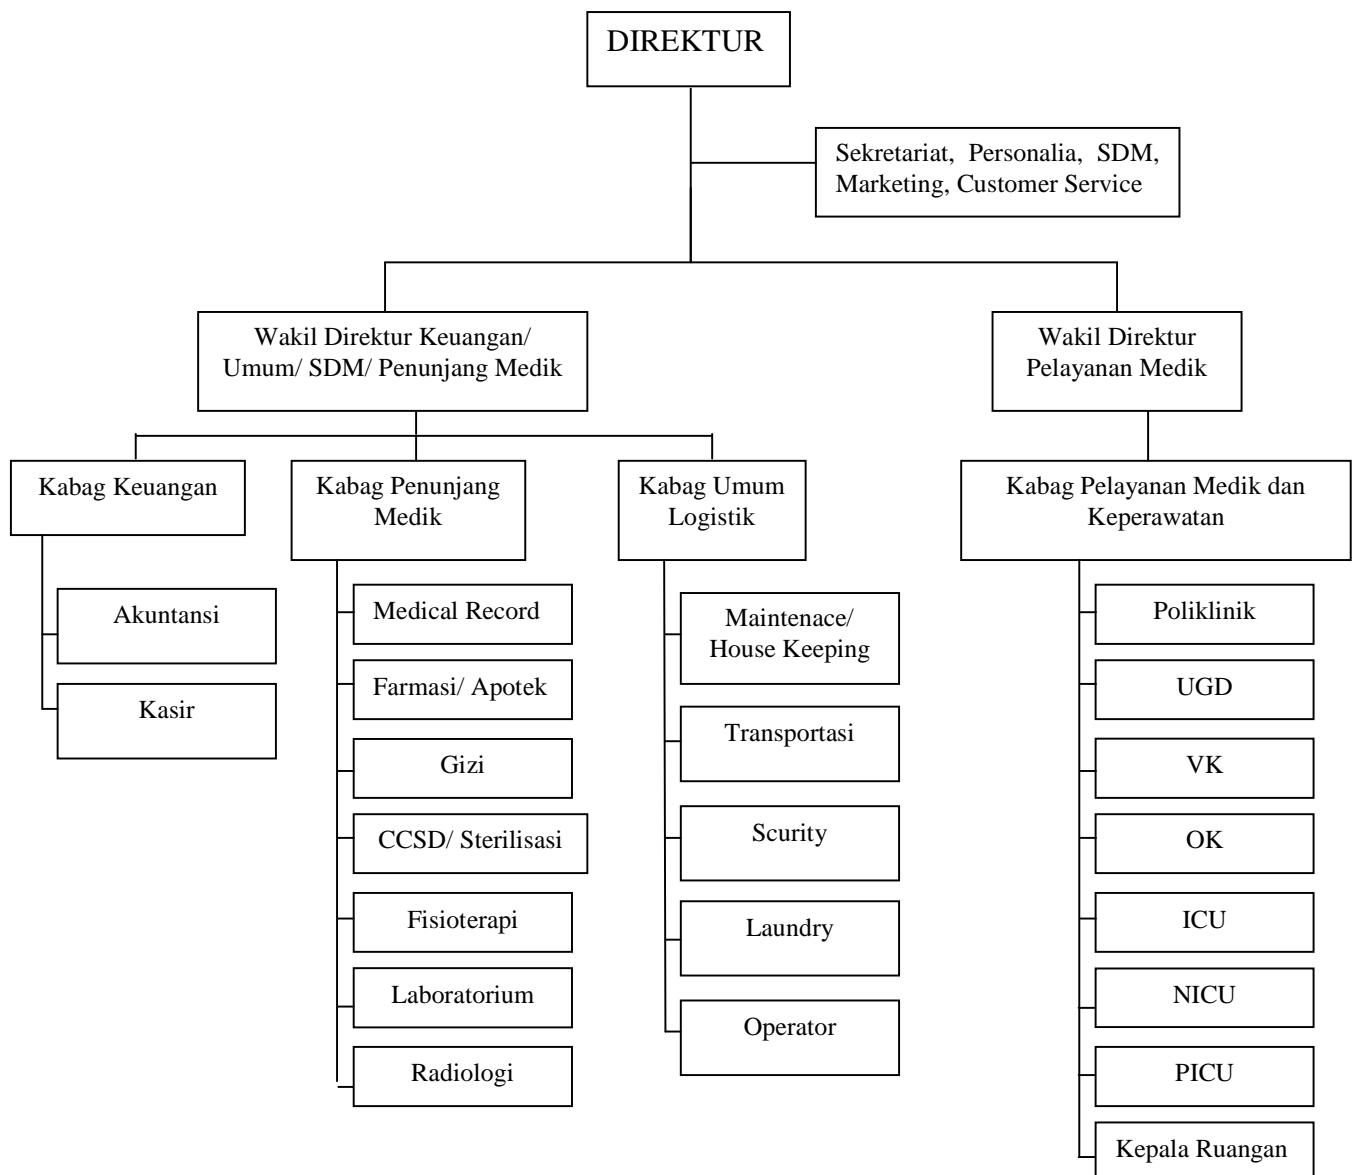 DIREKTUR
Sekretariat, Personalia, SDM,
Marketing, Customer Service
Wakil Direktur Keuangan/
Umum/ SDM/ Penunjang Medik
Wakil Direktur
Pelayanan Medik
Kabag Keuangan
Kabag Penunjang
Medik
Kabag Umum
Logistik
Kabag Pelayanan Medik dan
Keperawatan
Akuntansi
Kasir
Medical Record
Farmasi/ Apotek
Gizi
CCSD/ Sterilisasi
Fisioterapi
Laboratorium
Radiologi
Maintenace/
House Keeping
Transportasi
Scurity
Laundry
Operator
Poliklinik
UGD
VK
OK
ICU
NICU
PICU
Kepala Ruangan